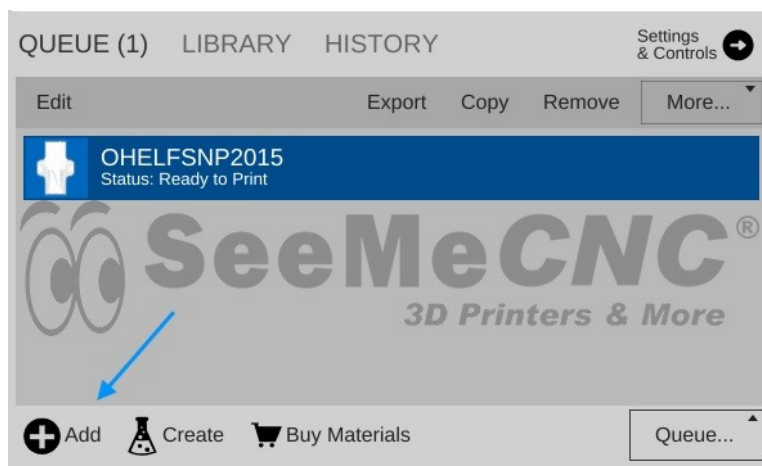 QUEUE (1) LIBRARY HISTORY Settings & Controls
Edit Export Copy Remove More...
OHELFSNP2015
Status: Ready to Print
SeeMeCNC®
3D Printers & More
Add Create Buy Materials Queue...